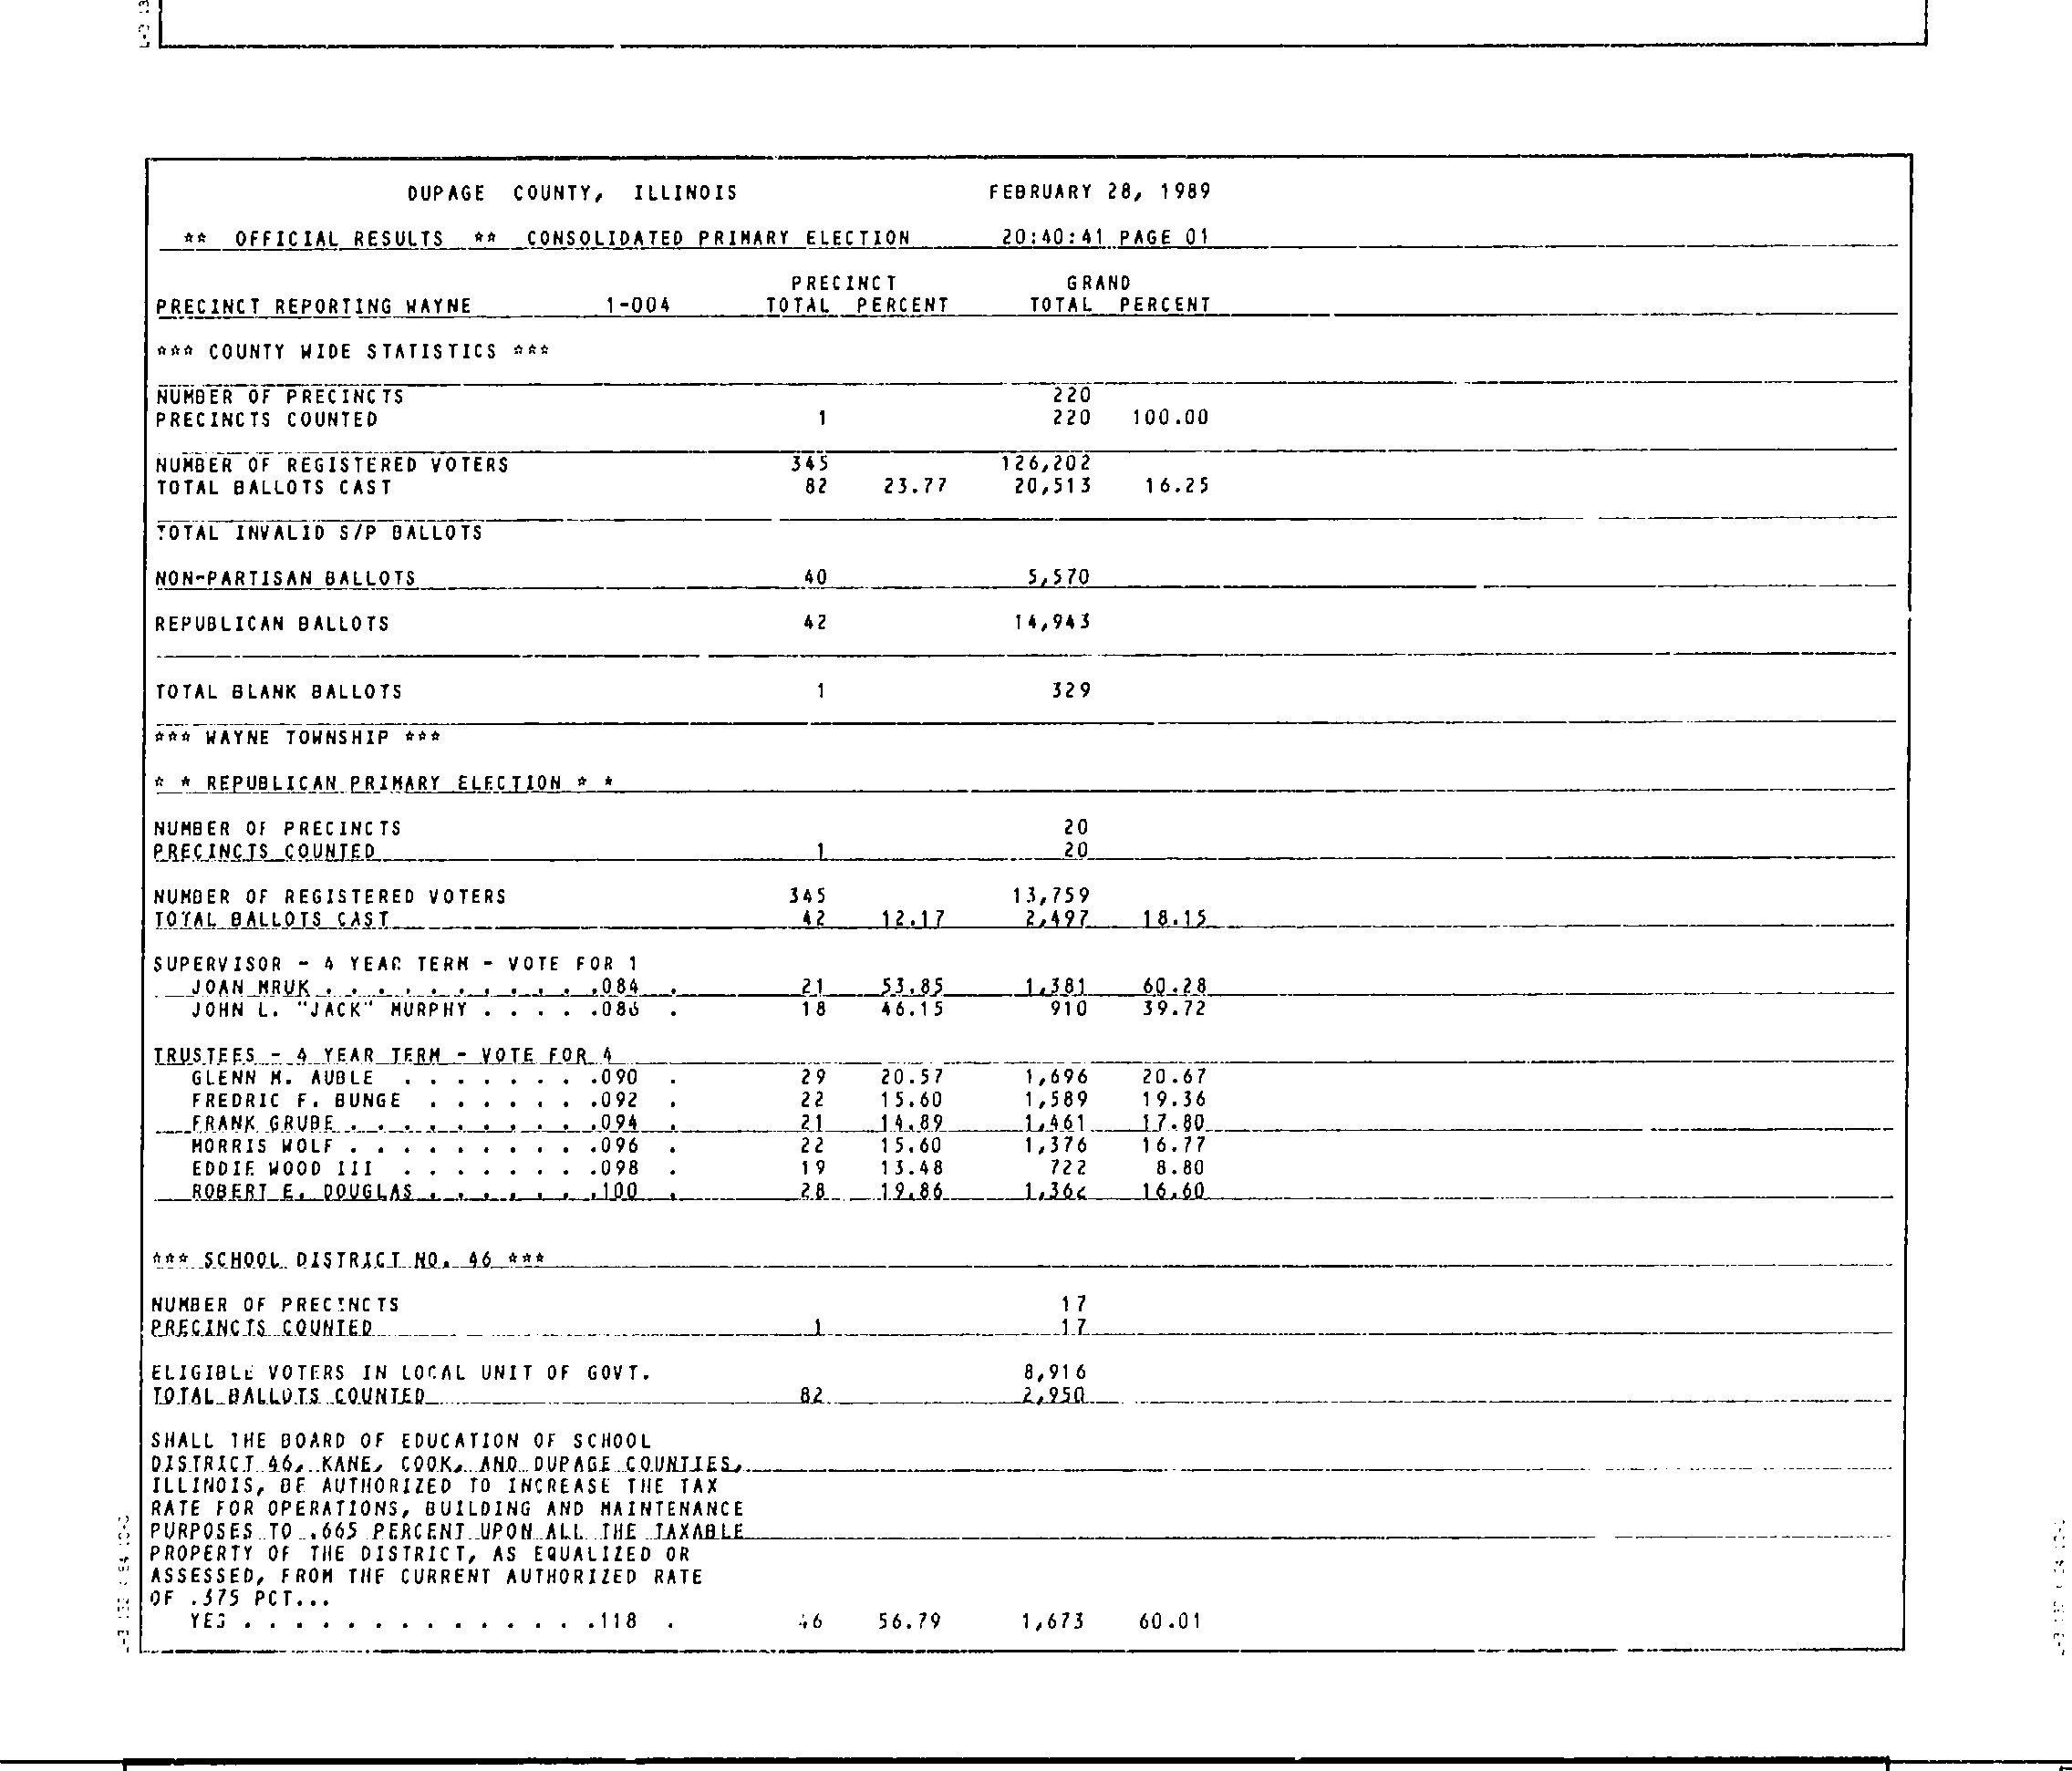 DUPAGE COUNTY, ILLINOIS FEBRUARY 28, 1989
** OFFICIAL RESULTS ** CONSOLIDATED PRIMARY ELECTION 20:40:41 PAGE 01
PRECINCT GRAND
PRECINCT REPORTING WAYNE 1-004 TOTAL PERCENT TOTAL PERCENT
*** COUNTY WIDE STATISTICS ***
NUMBER OF PRECINCTS 220
PRECINCTS COUNTED 1 220 100.00
NUMBER OF REGISTERED VOTERS 345 126,202
TOTAL BALLOTS CAST 82 23.77 20,513 16.25
TOTAL INVALID S/P BALLOTS
NON-PARTISAN BALLOTS 40 5,570
REPUBLICAN BALLOTS 42 14,943
TOTAL BLANK BALLOTS 1 329
*** WAYNE TOWNSHIP ***
* * REPUBLICAN PRIMARY ELECTION * *
NUMBER OF PRECINCTS 20
PRECINCTS COUNTED 1 20
NUMBER OF REGISTERED VOTERS 345 13,759
TOTAL BALLOTS CAST 42 12.17 2,497 18.15
SUPERVISOR - 4 YEAR TERM - VOTE FOR 1
JOAN MRUK . . . . . . . . . . .084 . 21 53.85 1,381 60.28
JOHN L. "JACK" MURPHY . . . . .086 . 18 46.15 910 39.72
TRUSTEES - 4 YEAR TERM - VOTE FOR 4
GLENN M. AUBLE . . . . . . . .090 . 29 20.57 1,696 20.67
FREDRIC F. BUNGE . . . . . . .092 . 22 15.60 1,589 19.36
FRANK GRUBE . . . . . . . . . .094 . 21 14.89 1,461 17.80
MORRIS WOLF . . . . . . . . . .096 . 22 15.60 1,376 16.77
EDDIE WOOD III . . . . . . . .098 . 19 13.48 722 8.80
ROBERT E. DOUGLAS . . . . . . .100 . 28 19.86 16.60
*** SCHOOL DISTRICT NO. 46 ***
NUMBER OF PRECINCTS 17
PRECINCTS COUNTED 1 17
ELIGIBLE VOTERS IN LOCAL UNIT OF GOVT. 8,916
TOTAL BALLOTS COUNTED 82 2,950
SHALL THE BOARD OF EDUCATION OF SCHOOL
DISTRICT 46, KANE, COOK, AND DUPAGE COUNTIES,
ILLINOIS, BE AUTHORIZED TO INCREASE THE TAX
RATE FOR OPERATIONS, BUILDING AND MAINTENANCE
PURPOSES TO .665 PERCENT UPON ALL THE TAXABLE
PROPERTY OF THE DISTRICT, AS EQUALIZED OR
ASSESSED, FROM THE CURRENT AUTHORIZED RATE
OF .375 PCT...
YES . . . . . . . . . . . . . .118 . 46 56.79 1,673 60.01